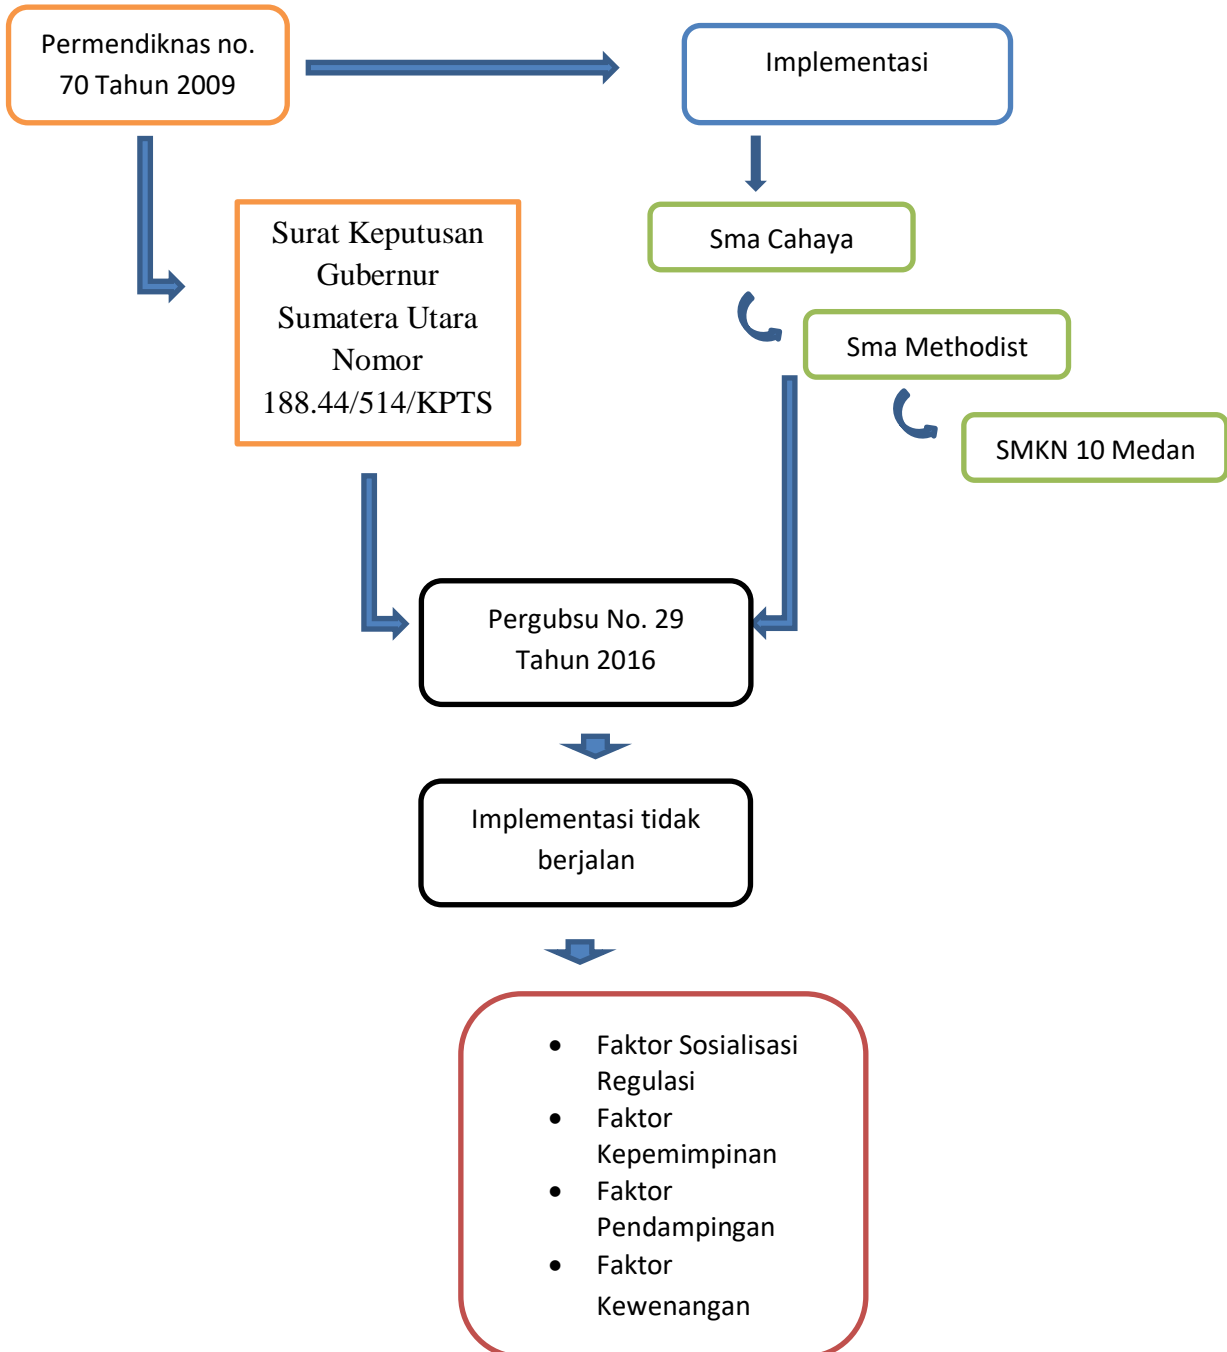 Permendiknas no.
70 Tahun 2009
Implementasi
Surat Keputusan
Gubernur
Sumatera Utara
Nomor
188.44/514/KPTS
Sma Cahaya
Sma Methodist
SMKN 10 Medan
Pergubsu No. 29
Tahun 2016
Implementasi tidak
berjalan
• Faktor Sosialisasi
Regulasi
• Faktor
Kepemimpinan
• Faktor
Pendampingan
• Faktor
Kewenangan